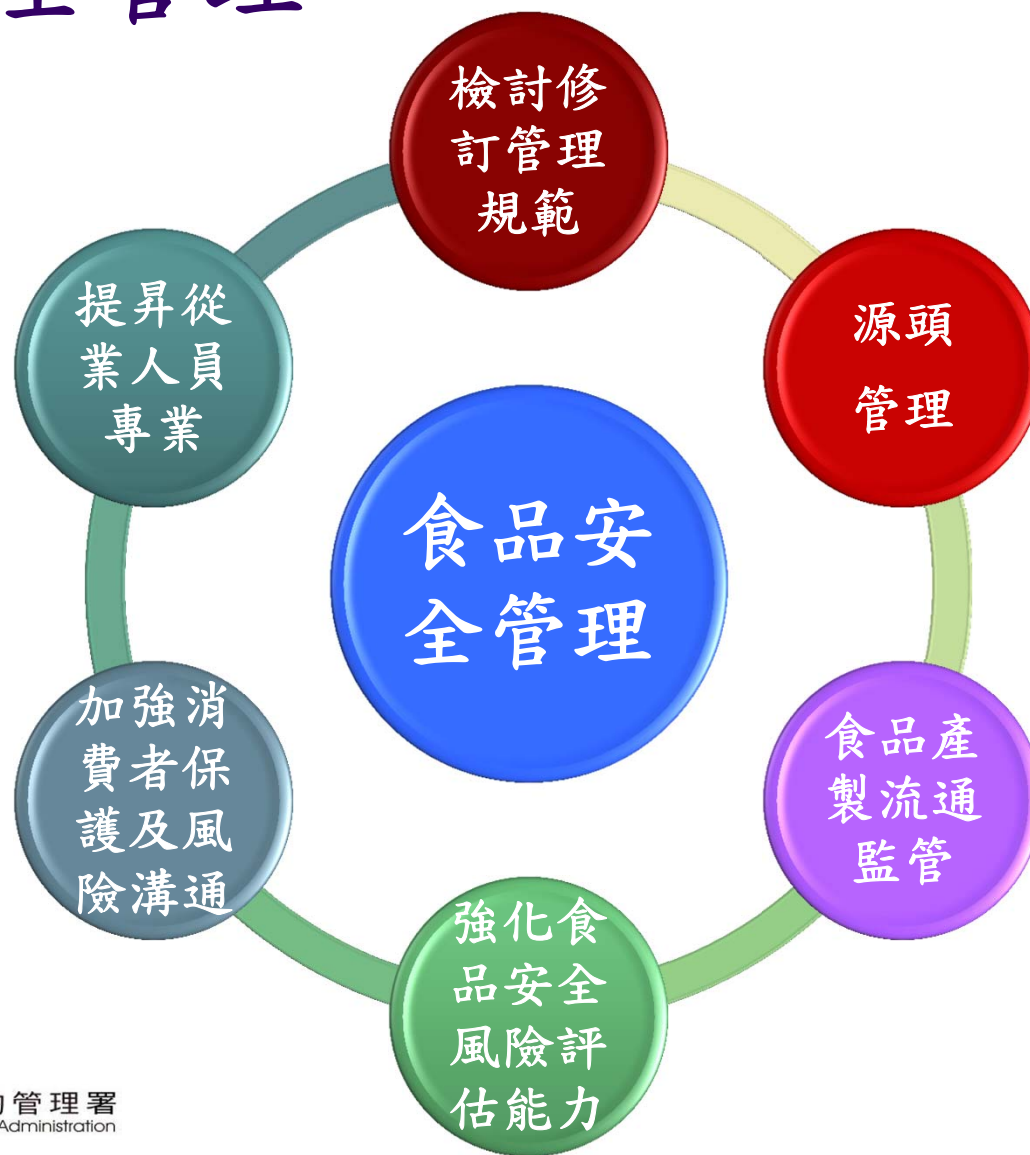 管理
檢討修
訂管理
規範
源頭
管理
食品產
製流通
監管
強化食
品安全
風險評
估能力
加強消
費者保
護及風
險溝通
提昇從
業人員
專業
食品安
全管理
管理署
Administration